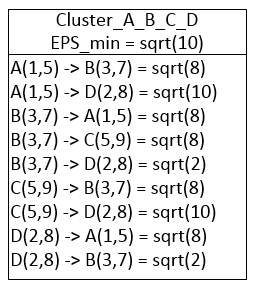 Cluster_A_B_C_D
EPS_min = sqrt(10)
A(1,5) -> B(3,7) = sqrt(8)
A(1,5) -> D(2,8) = sqrt(10)
B(3,7) -> A(1,5) = sqrt(8)
B(3,7) -> C(5,9) = sqrt(8)
B(3,7) -> D(2,8) = sqrt(2)
C(5,9) -> B(3,7) = sqrt(8)
C(5,9) -> D(2,8) = sqrt(10)
D(2,8) -> A(1,5) = sqrt(8)
D(2,8) -> B(3,7) = sqrt(2)